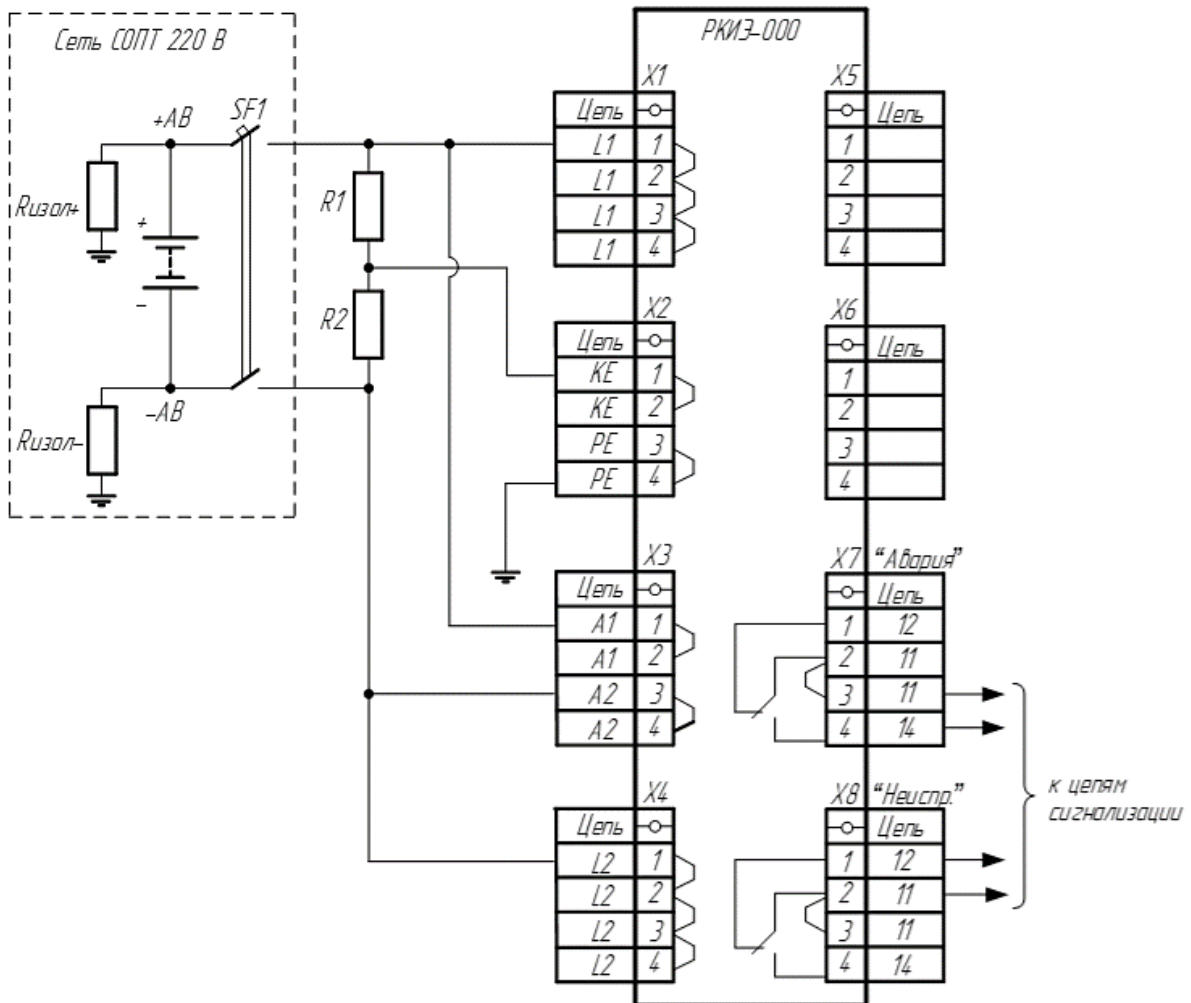 Сеть СОПТ 220 В
+АВ
SF1
Rизол+
+
-
-АВ
Rизол-
R1
R2
РКИЭ-000
X1
Цепь
L1 1
L1 2
L1 3
L1 4
X2
Цепь
KE 1
KE 2
PE 3
PE 4
X3
Цепь
A1 1
A1 2
A2 3
A2 4
X4
Цепь
L2 1
L2 2
L2 3
L2 4
X5
Цепь
1
2
3
4
X6
Цепь
1
2
3
4
X7 “Авария”
Цепь
1 12
2 11
3 11
4 14
X8 “Неиспр.”
Цепь
1 12
2 11
3 11
4 14
к цепям
сигнализации